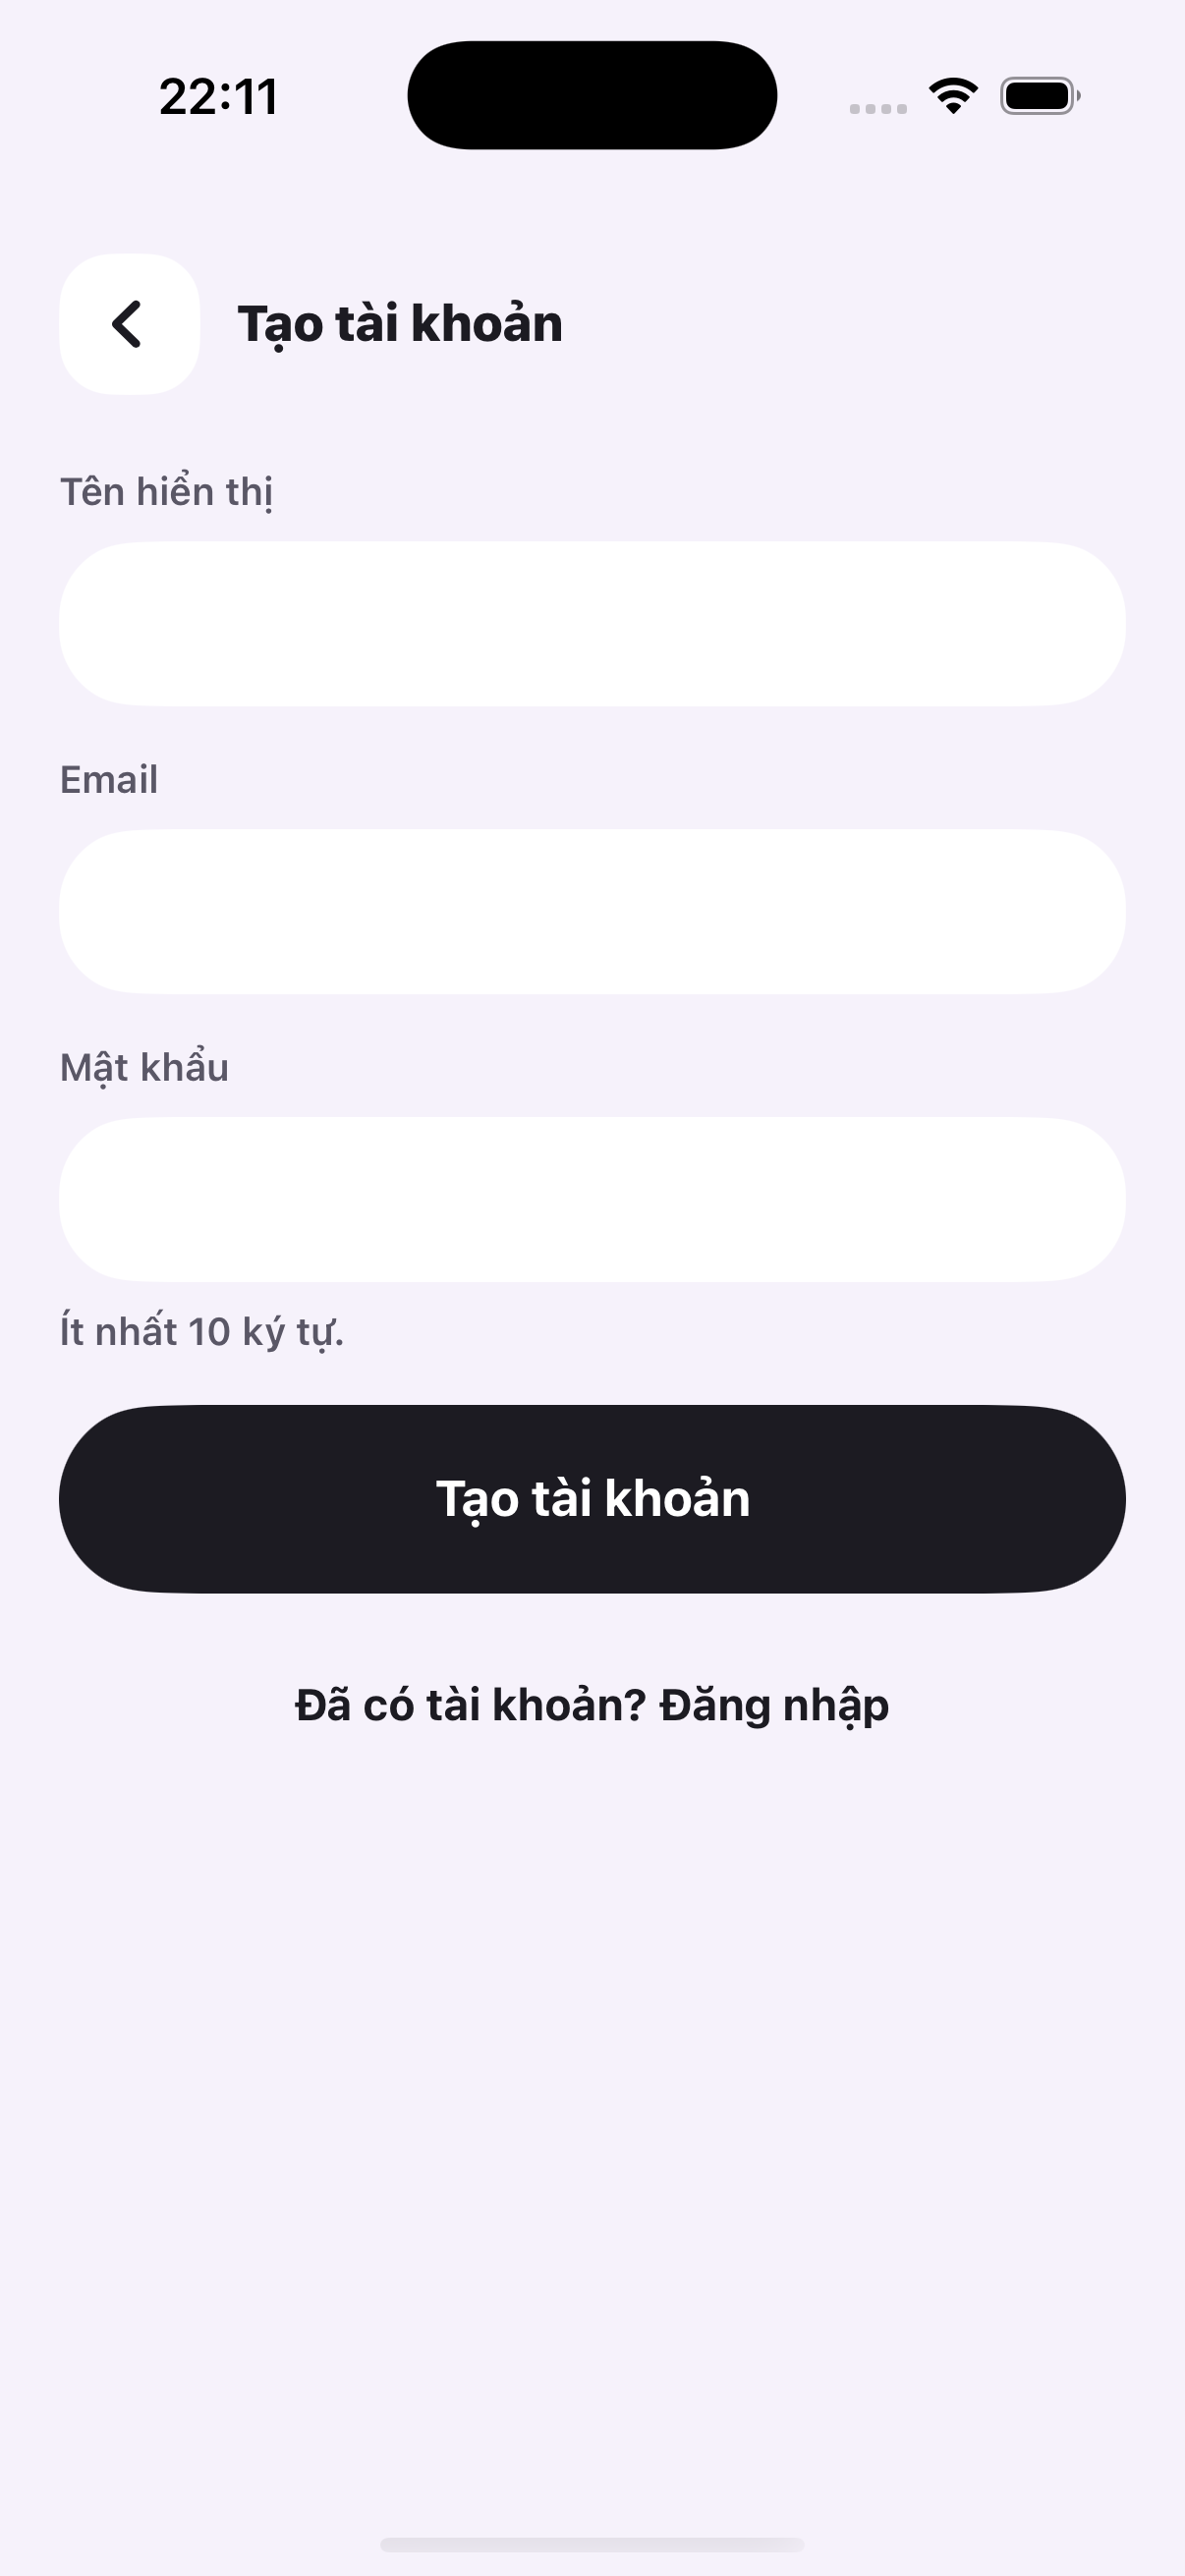 22:11
Tạo tài khoản
Tên hiển thị
Email
Mật khẩu
Ít nhất 10 ký tự.
Tạo tài khoản
Đã có tài khoản? Đăng nhập